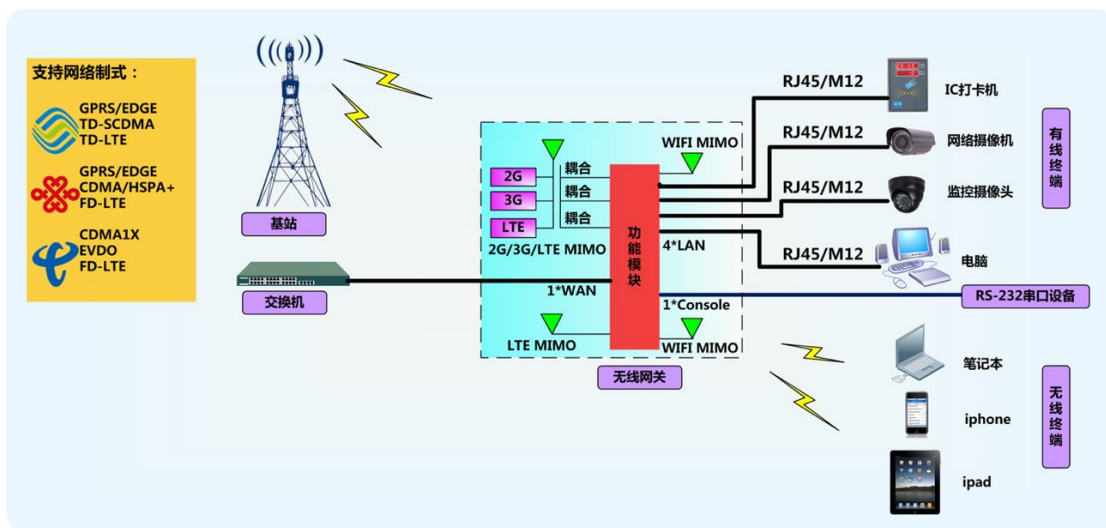 支持网络制式：
GPRS/EDGE
TD-SCDMA
TD-LTE
GPRS/EDGE
CDMA/HSPA+
FD-LTE
CDMA1X
EVDO
FD-LTE
基站
交换机
WIFI MIMO
2G
耦合
3G
耦合
LTE
耦合
2G/3G/LTE MIMO
功能模块
4*LAN
1*WAN
1*Console
LTE MIMO
WIFI MIMO
无线网关
RJ45/M12
IC打卡机
RJ45/M12
网络摄像机
RJ45/M12
监控摄像头
RJ45/M12
电脑
有线终端
RS-232串口设备
笔记本
iphone
ipad
无线终端